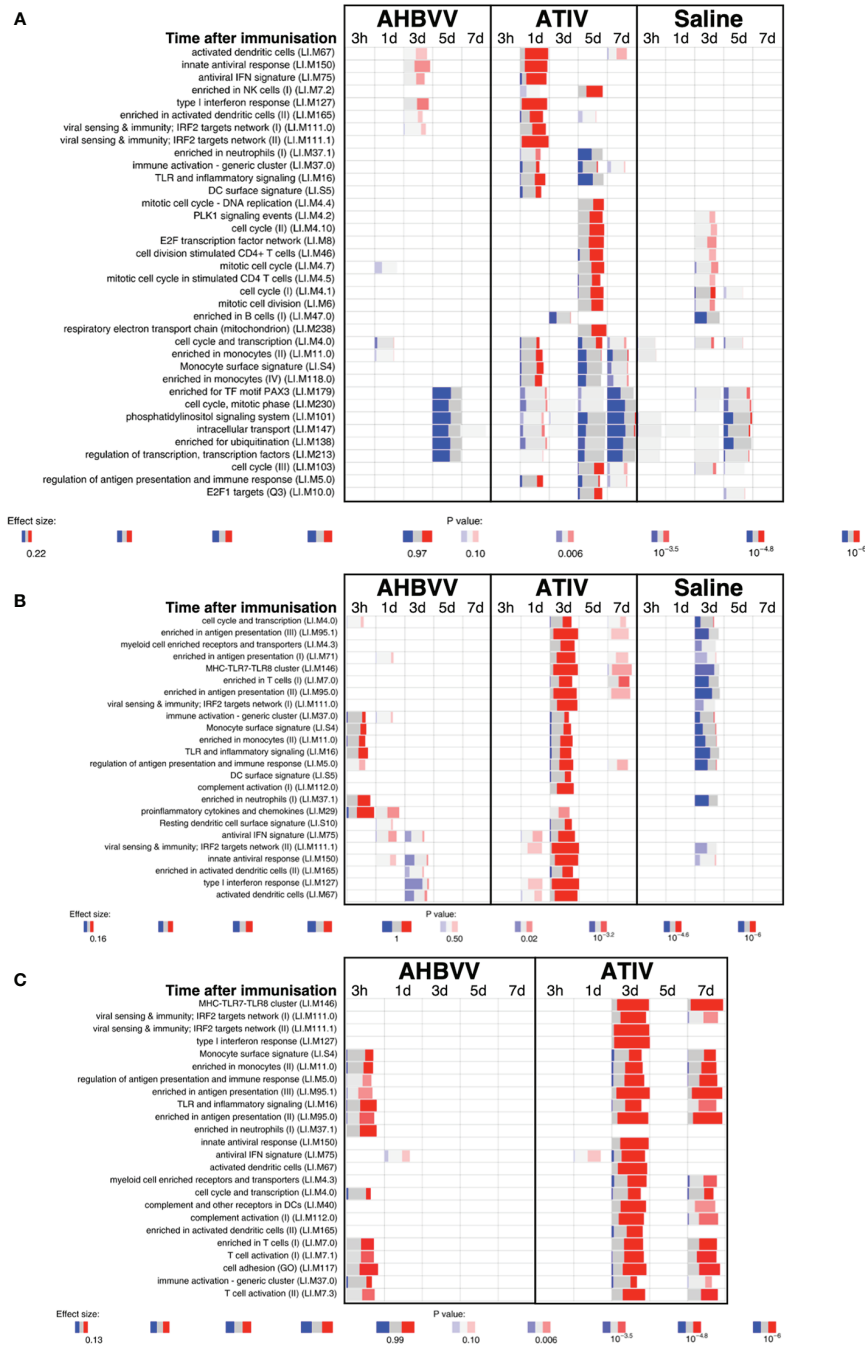 A
AHBVV ATIV Saline
Time after immunisation 3h 1d 3d 5d 7d 3h 1d 3d 5d 7d 3h 1d 3d 5d 7d
activated dendritic cells (LI.M67)
innate antiviral response (LI.M150)
antiviral IFN signature (LI.M75)
enriched in NK cells (I) (LI.M7.2)
type I interferon response (LI.M127)
enriched in activated dendritic cells (II) (LI.M165)
viral sensing & immunity; IRF2 targets network (I) (LI.M111.0)
viral sensing & immunity; IRF2 targets network (II) (LI.M111.1)
enriched in neutrophils (I) (LI.M37.1)
immune activation - generic cluster (LI.M37.0)
TLR and inflammatory signaling (LI.M16)
DC surface signature (LI.S5)
mitotic cell cycle - DNA replication (LI.M4.4)
PLK1 signaling events (LI.M4.2)
cell cycle (II) (LI.M4.10)
E2F transcription factor network (LI.M8)
cell division stimulated CD4+ T cells (LI.M46)
mitotic cell cycle (LI.M4.7)
mitotic cell cycle in stimulated CD4 T cells (LI.M4.5)
cell cycle (I) (LI.M4.1)
mitotic cell division (LI.M6)
enriched in B cells (I) (LI.M47.0)
respiratory electron transport chain (mitochondrion) (LI.M238)
cell cycle and transcription (LI.M4.0)
enriched in monocytes (II) (LI.M11.0)
Monocyte surface signature (LI.S4)
enriched in monocytes (IV) (LI.M118.0)
enriched for TF motif PAX3 (LI.M179)
cell cycle, mitotic phase (LI.M230)
phosphatidylinositol signaling system (LI.M101)
intracellular transport (LI.M147)
enriched for ubiquitination (LI.M138)
regulation of transcription, transcription factors (LI.M213)
cell cycle (III) (LI.M103)
regulation of antigen presentation and immune response (LI.M5.0)
E2F1 targets (Q3) (LI.M10.0)
Effect size: P value:
0.22 0.97 0.10 0.006 10−3.5 10−4.8 10−6
B
AHBVV ATIV Saline
Time after immunisation 3h 1d 3d 5d 7d 3h 1d 3d 5d 7d 3h 1d 3d 5d 7d
cell cycle and transcription (LI.M4.0)
enriched in antigen presentation (III) (LI.M95.1)
myeloid cell enriched receptors and transporters (LI.M4.3)
enriched in antigen presentation (I) (LI.M71)
MHC-TLR7-TLR8 cluster (LI.M146)
enriched in T cells (I) (LI.M7.0)
enriched in antigen presentation (II) (LI.M95.0)
viral sensing & immunity; IRF2 targets network (I) (LI.M111.0)
immune activation - generic cluster (LI.M37.0)
Monocyte surface signature (LI.S4)
enriched in monocytes (II) (LI.M11.0)
TLR and inflammatory signaling (LI.M16)
regulation of antigen presentation and immune response (LI.M5.0)
DC surface signature (LI.S5)
complement activation (I) (LI.M112.0)
enriched in neutrophils (I) (LI.M37.1)
proinflammatory cytokines and chemokines (LI.M29)
Resting dendritic cell surface signature (LI.S10)
antiviral IFN signature (LI.M75)
viral sensing & immunity; IRF2 targets network (II) (LI.M111.1)
innate antiviral response (LI.M150)
enriched in activated dendritic cells (II) (LI.M165)
type I interferon response (LI.M127)
activated dendritic cells (LI.M67)
Effect size: P value:
0.16 1 0.50 0.02 10−3.2 10−4.6 10−6
C
AHBVV ATIV
Time after immunisation 3h 1d 3d 5d 7d 3h 1d 3d 5d 7d
MHC-TLR7-TLR8 cluster (LI.M146)
viral sensing & immunity; IRF2 targets network (I) (LI.M111.0)
viral sensing & immunity; IRF2 targets network (II) (LI.M111.1)
type I interferon response (LI.M127)
Monocyte surface signature (LI.S4)
enriched in monocytes (II) (LI.M11.0)
regulation of antigen presentation and immune response (LI.M5.0)
enriched in antigen presentation (III) (LI.M95.1)
TLR and inflammatory signaling (LI.M16)
enriched in antigen presentation (II) (LI.M95.0)
enriched in neutrophils (I) (LI.M37.1)
innate antiviral response (LI.M150)
antiviral IFN signature (LI.M75)
activated dendritic cells (LI.M67)
myeloid cell enriched receptors and transporters (LI.M4.3)
cell cycle and transcription (LI.M4.0)
complement and other receptors in DCs (LI.M40)
complement activation (I) (LI.M112.0)
enriched in activated dendritic cells (II) (LI.M165)
enriched in T cells (I) (LI.M7.0)
T cell activation (I) (LI.M7.1)
cell adhesion (GO) (LI.M117)
immune activation - generic cluster (LI.M37.0)
T cell activation (II) (LI.M7.3)
Effect size: P value:
0.13 0.99 0.10 0.006 10−3.5 10−4.8 10−6